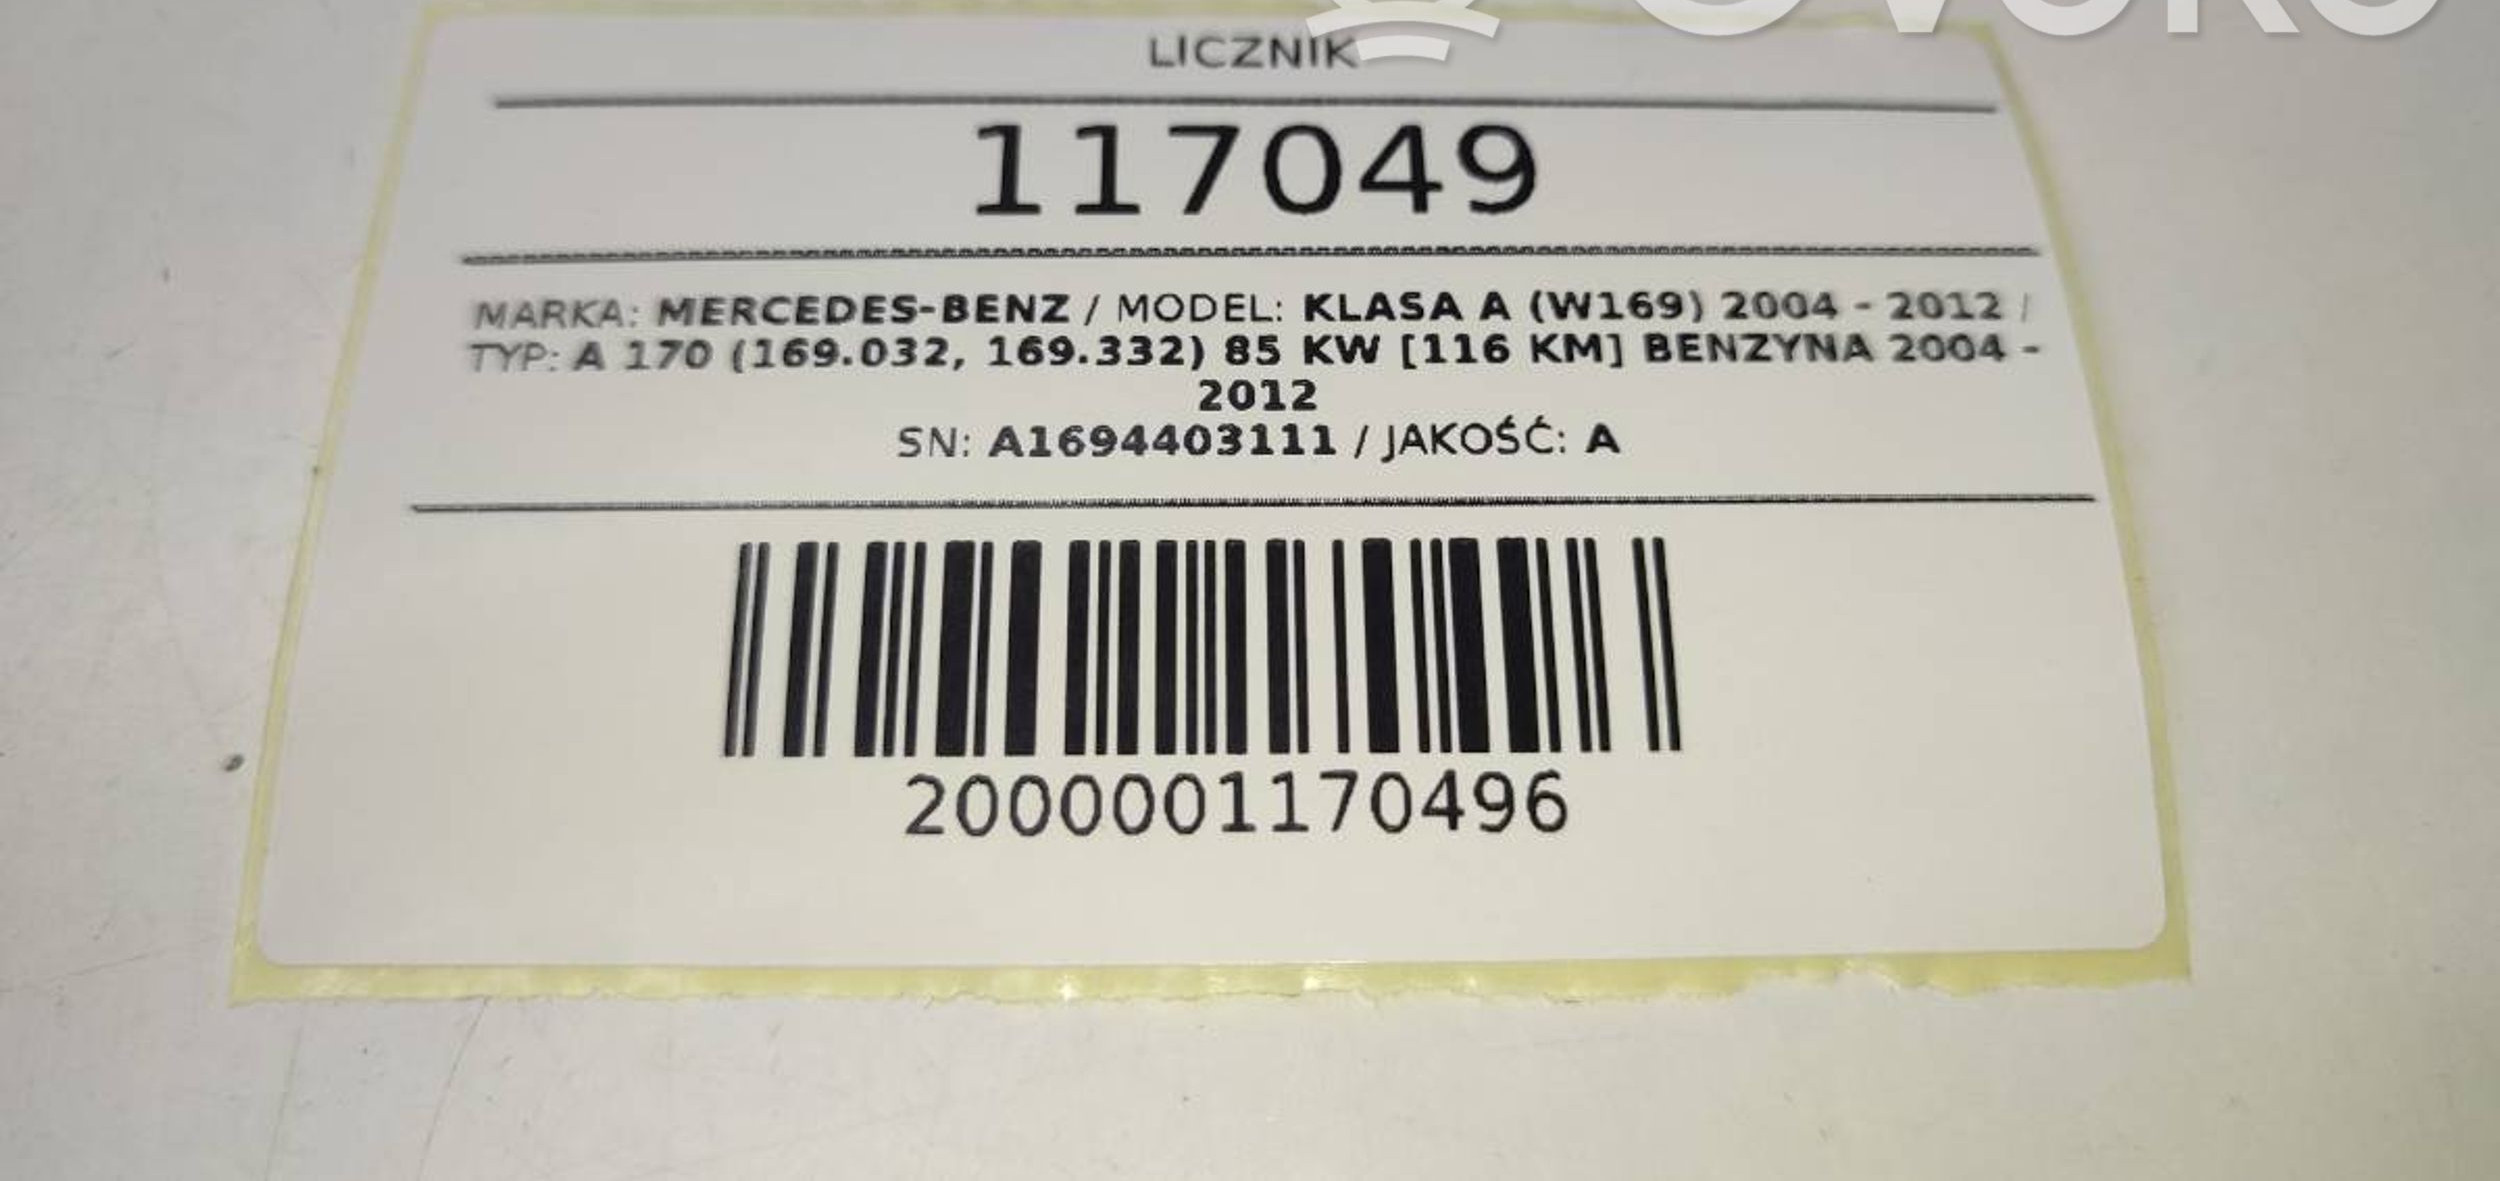 LICZNIK
117049
MARKA: MERCEDES-BENZ / MODEL: KLASA A (W169) 2004 - 2012 /
TYP: A 170 (169.032, 169.332) 85 KW [116 KM] BENZYNA 2004 -
2012
SN: A1694403111 / JAKOŚĆ: A
2000001170496